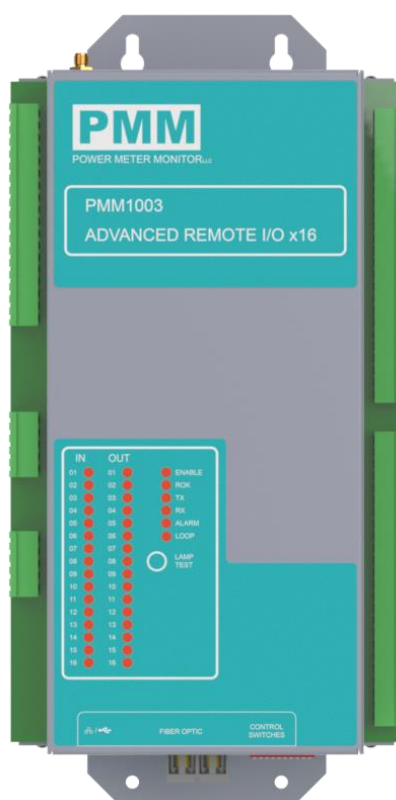 PMM
POWER METER MONITOR LLC
PMM1003
ADVANCED REMOTE I/O x16
IN OUT
01 01 ENABLE
02 02 ROK
03 03 TX
04 04 RX
05 05 ALARM
06 06 LOOP
07 07
08 08 LAMP
TEST
09 09
10 10
11 11
12 12
13 13
14 14
15 15
16 16
FIBER OPTIC
CONTROL
SWITCHES